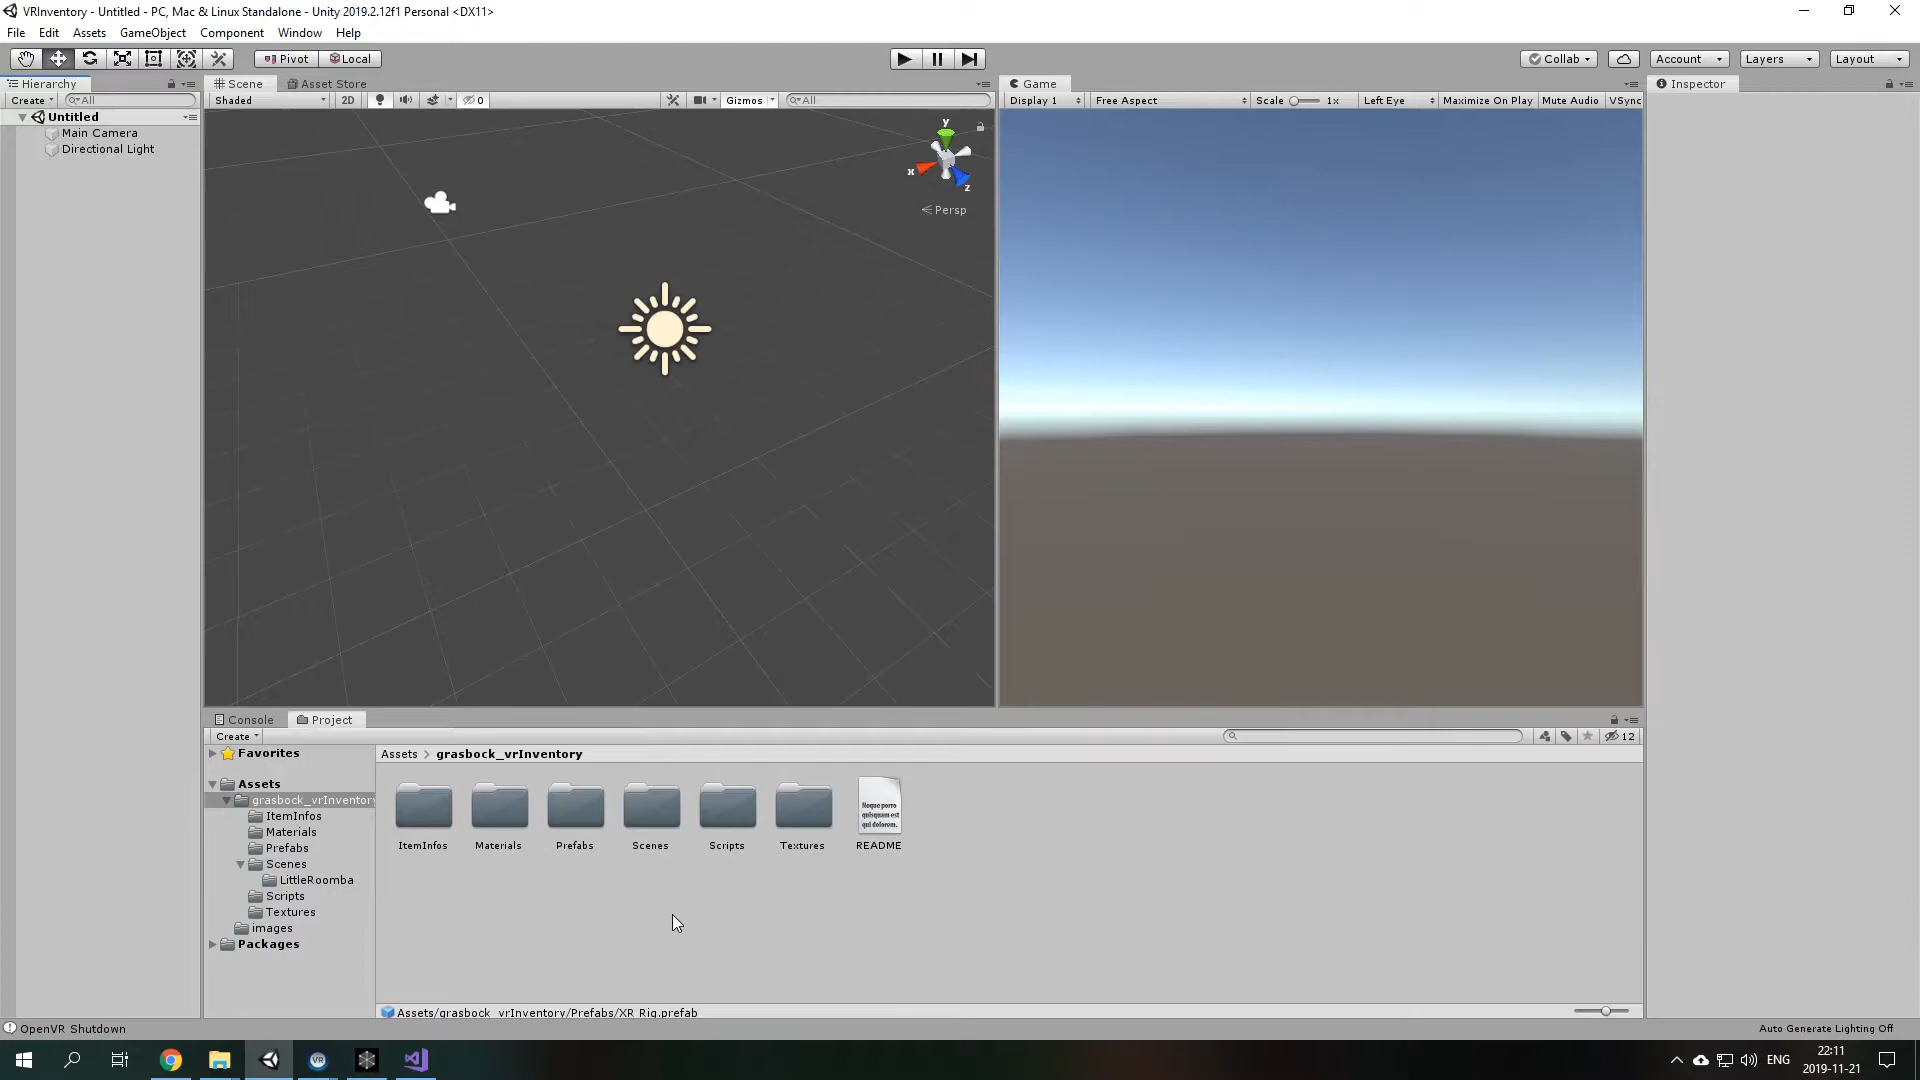 VRInventory - Untitled - PC, Mac & Linux Standalone - Unity 2019.2.12f1 Personal <DX11>
File Edit Assets GameObject Component Window Help
Pivot Local Collab Account Layers Layout
Hierarchy Scene Asset Store Game Inspector
Create All Shaded 2D 0 Gizmos All Display 1 Free Aspect Scale 1x Left Eye Maximize On Play Mute Audio VSync
Untitled
Main Camera
Directional Light
y
x
z
Persp
Console Project
Create 12
Favorites
Assets > grasbock_vrInventory
Assets
grasbock_vrInventory
ItemInfos
Materials
Prefabs
Scenes
LittleRoomba
Scripts
Textures
images
Packages
Neque porro
quisquam est
qui dolorem.
ItemInfos Materials Prefabs Scenes Scripts Textures README
Assets/grasbock_vrInventory/Prefabs/XR Rig.prefab
OpenVR Shutdown Auto Generate Lighting Off
VR ENG 22:11
2019-11-21